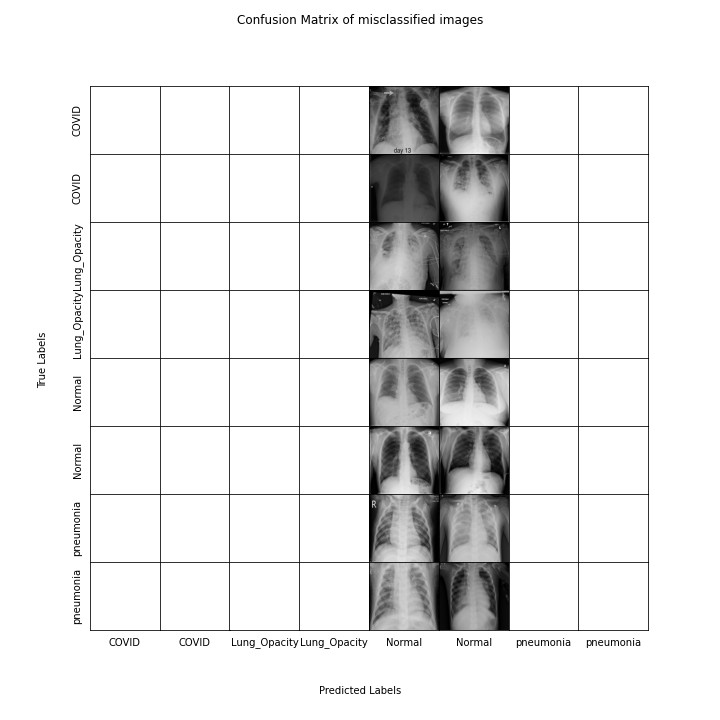 Confusion Matrix of misclassified images
COVID
COVID
Lung_Opacity
Lung_Opacity
Normal
Normal
pneumonia
pneumonia
True Labels
day 13
R
COVID COVID Lung_Opacity Lung_Opacity Normal Normal pneumonia pneumonia
Predicted Labels